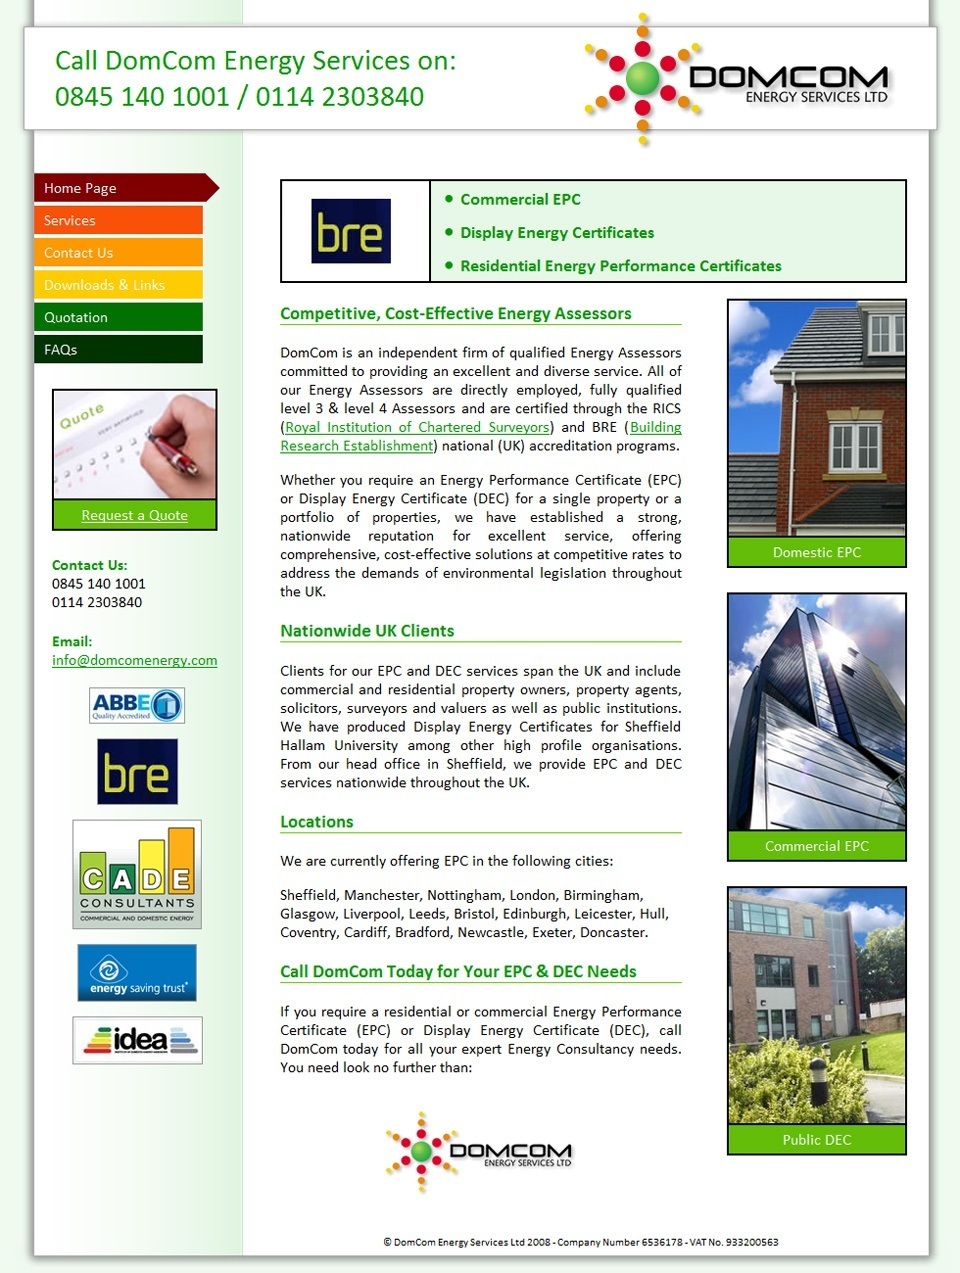 Call DomCom Energy Services on:
0845 140 1001 / 0114 2303840
DOMCOM
ENERGY SERVICES LTD
Home Page
Services
Contact Us
Downloads & Links
Quotation
FAQs
Quote
VERY SATISFIED
Request a Quote
Contact Us:
0845 140 1001
0114 2303840
Email:
info@domcomenergy.com
ABBE
Quality Accredited
bre
CADE
CONSULTANTS
COMMERCIAL AND DOMESTIC ENERGY
energy saving trust
idea
bre
• Commercial EPC
• Display Energy Certificates
• Residential Energy Performance Certificates
Competitive, Cost-Effective Energy Assessors
DomCom is an independent firm of qualified Energy Assessors
committed to providing an excellent and diverse service. All of
our Energy Assessors are directly employed, fully qualified
level 3 & level 4 Assessors and are certified through the RICS
(Royal Institution of Chartered Surveyors) and BRE (Building
Research Establishment) national (UK) accreditation programs.
Whether you require an Energy Performance Certificate (EPC)
or Display Energy Certificate (DEC) for a single property or a
portfolio of properties, we have established a strong,
nationwide reputation for excellent service, offering
comprehensive, cost-effective solutions at competitive rates to
address the demands of environmental legislation throughout
the UK.
Nationwide UK Clients
Clients for our EPC and DEC services span the UK and include
commercial and residential property owners, property agents,
solicitors, surveyors and valuers as well as public institutions.
We have produced Display Energy Certificates for Sheffield
Hallam University among other high profile organisations.
From our head office in Sheffield, we provide EPC and DEC
services nationwide throughout the UK.
Locations
We are currently offering EPC in the following cities:
Sheffield, Manchester, Nottingham, London, Birmingham,
Glasgow, Liverpool, Leeds, Bristol, Edinburgh, Leicester, Hull,
Coventry, Cardiff, Bradford, Newcastle, Exeter, Doncaster.
Call DomCom Today for Your EPC & DEC Needs
If you require a residential or commercial Energy Performance
Certificate (EPC) or Display Energy Certificate (DEC), call
DomCom today for all your expert Energy Consultancy needs.
You need look no further than:
DOMCOM
ENERGY SERVICES LTD
Domestic EPC
Commercial EPC
Public DEC
© DomCom Energy Services Ltd 2008 - Company Number 6536178 - VAT No. 933200563